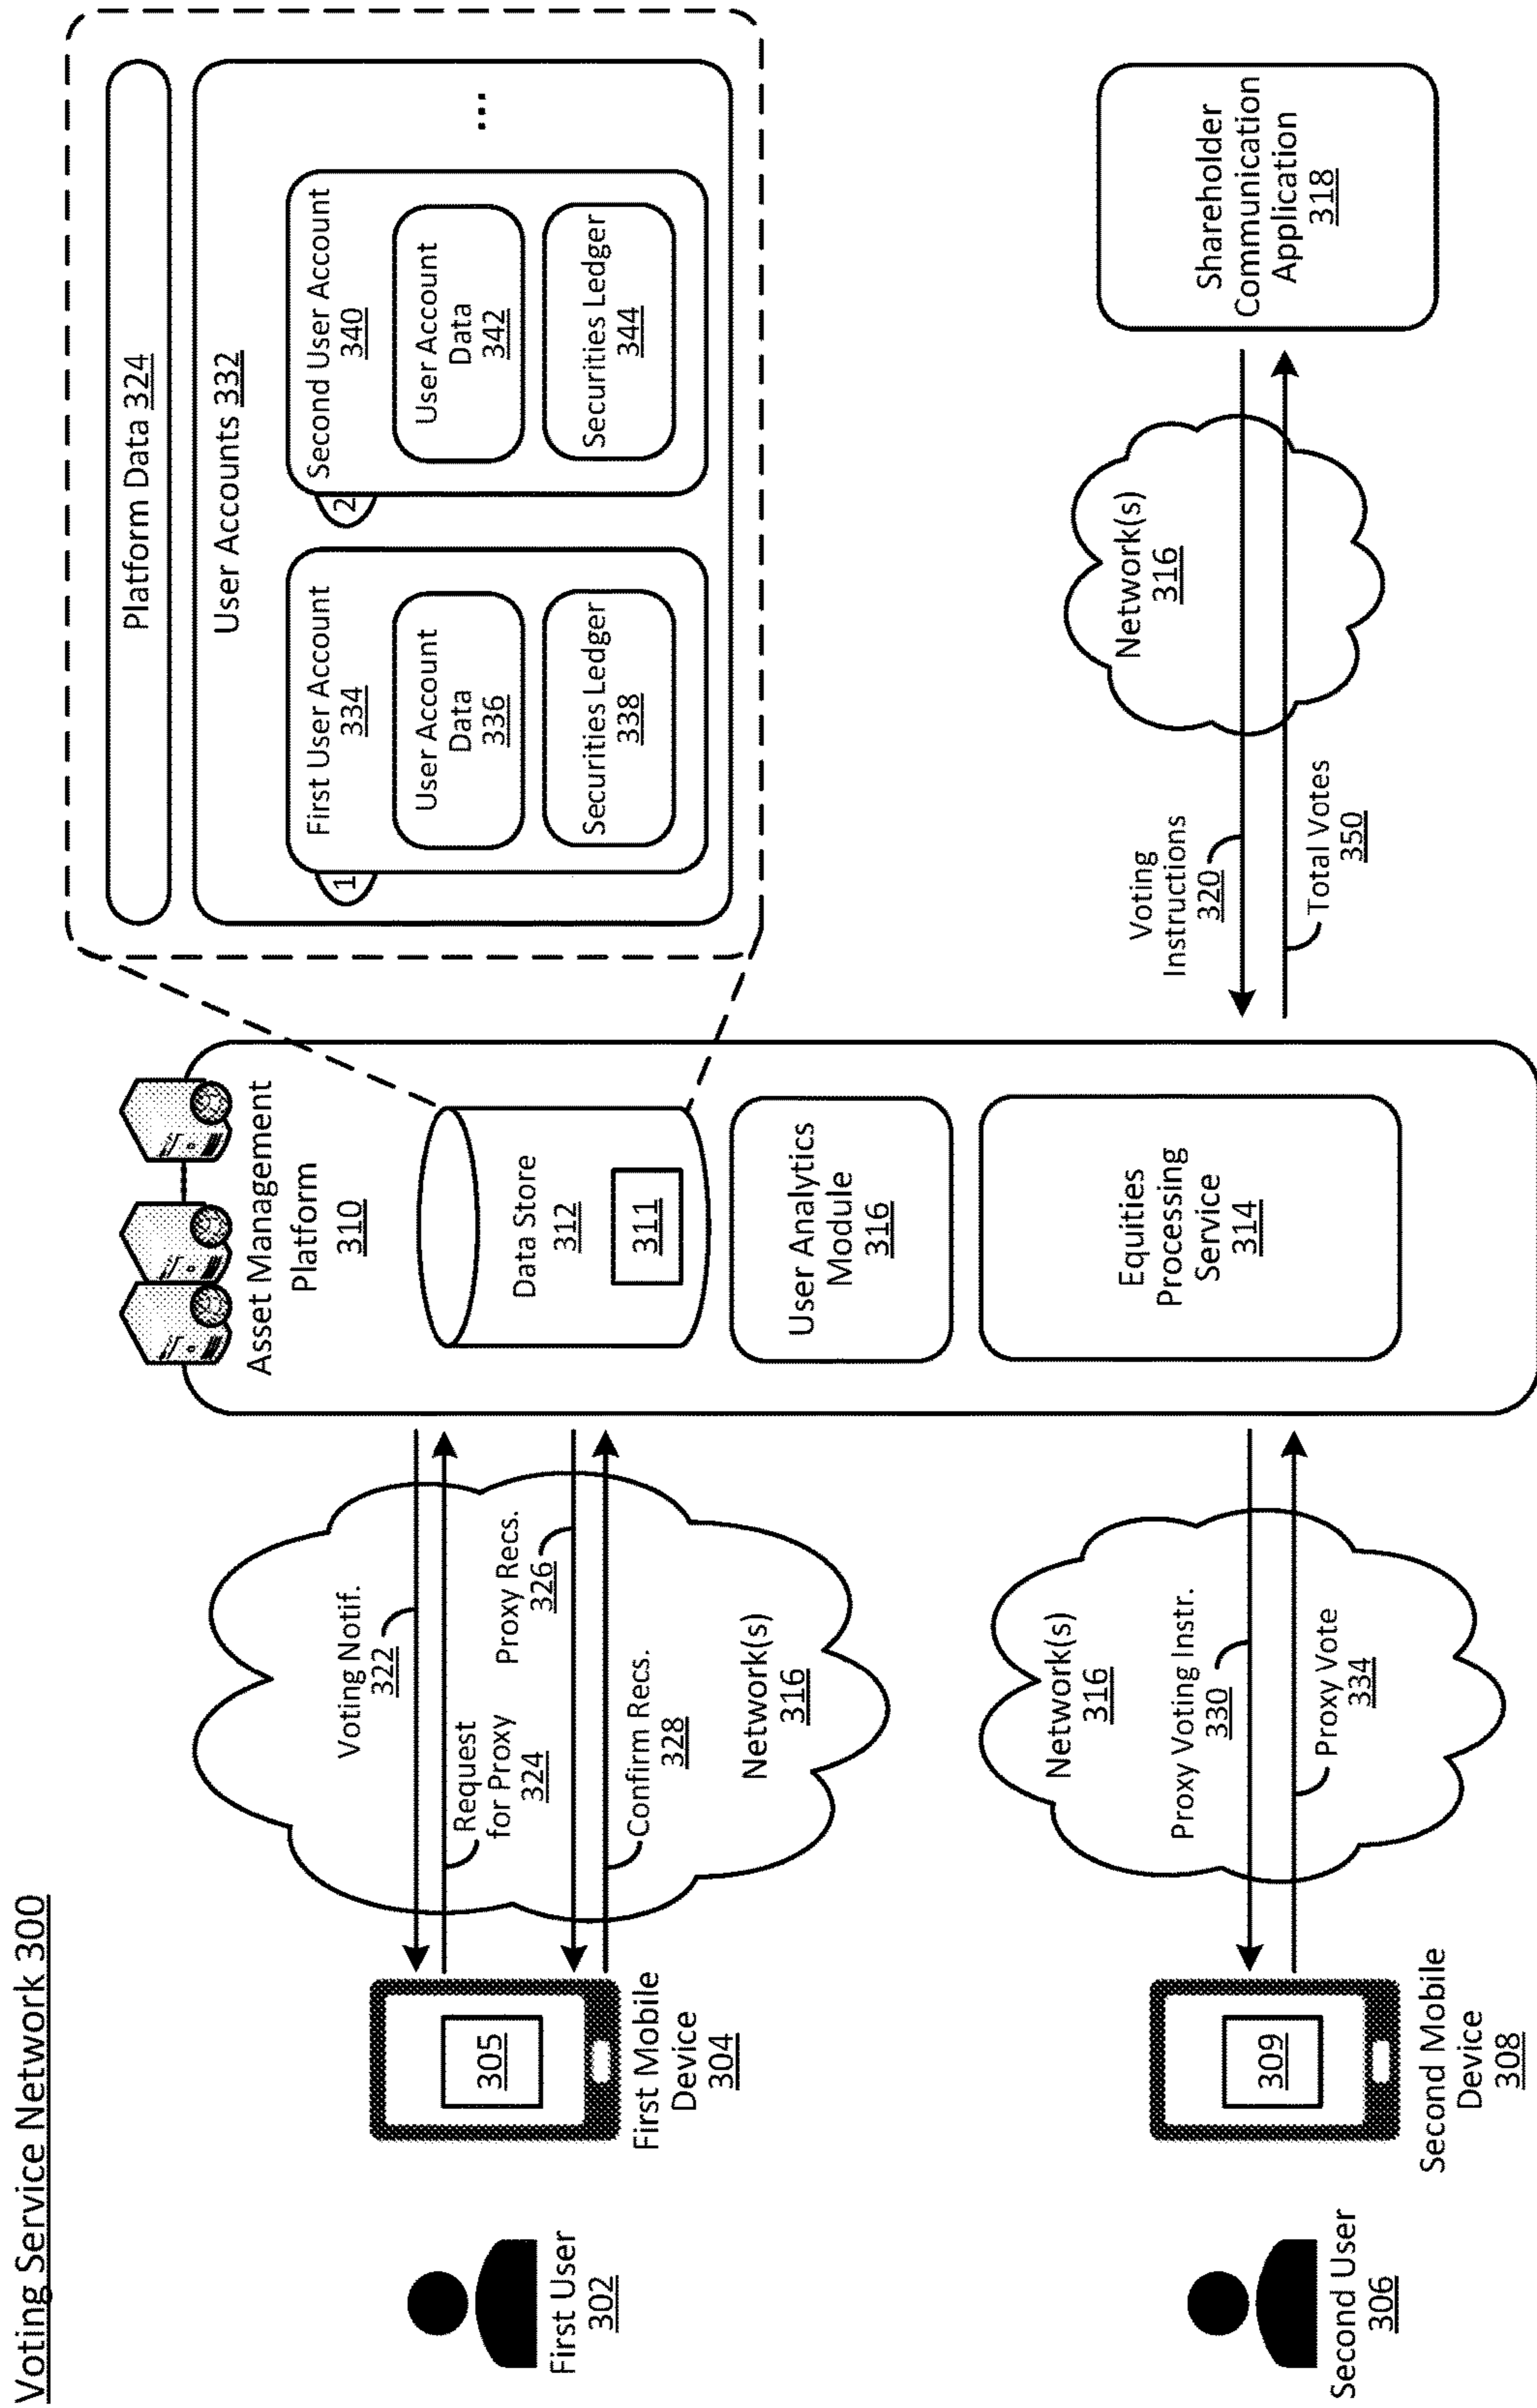 Voting Service Network 300
First User
302
305
First Mobile
Device
304
Voting Notif.
322
Request
for Proxy
324
Proxy Recs.
326
Confirm Recs.
328
Network(s)
316
Second User
306
309
Second Mobile
Device
308
Network(s)
316
Proxy Voting Instr.
330
Proxy Vote
334
Asset Management
Platform
310
Data Store
312
311
User Analytics
Module
316
Equities
Processing
Service
314
Platform Data 324
User Accounts 332
1
First User Account
334
User Account
Data
336
Securities Ledger
338
2
Second User Account
340
User Account
Data
342
Securities Ledger
344
...
Voting
Instructions
320
Total Votes
350
Network(s)
316
Shareholder
Communication
Application
318